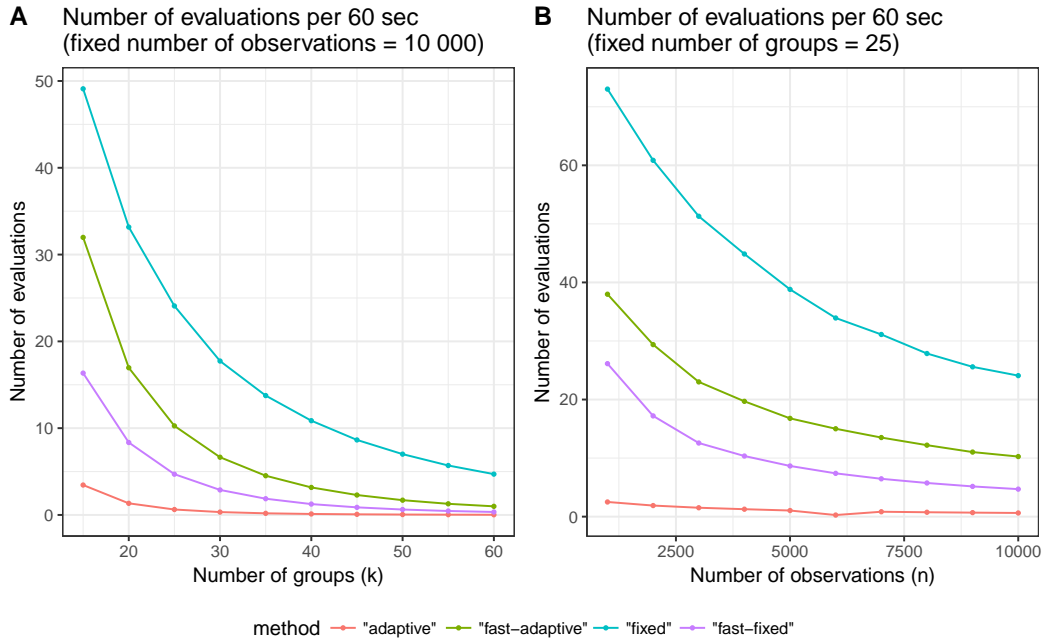 A
Number of evaluations per 60 sec
(fixed number of observations = 10 000)
50
40
30
20
10
0
Number of evaluations
20
30
40
50
60
Number of groups (k)
B
Number of evaluations per 60 sec
(fixed number of groups = 25)
60
40
20
0
Number of evaluations
2500
5000
7500
10000
Number of observations (n)
method "adaptive" "fast−adaptive" "fixed" "fast−fixed"